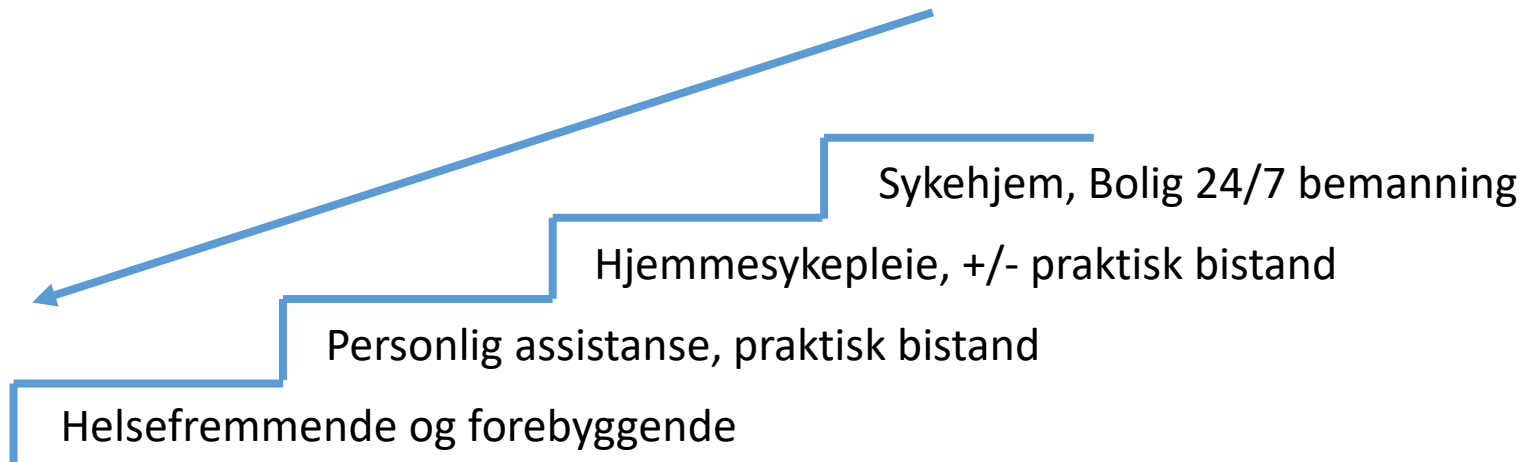 Sykehjem, Bolig 24/7 bemanning
Hjemmesykepleie, +/- praktisk bistand
Personlig assistanse, praktisk bistand
Helsefremmende og forebyggende